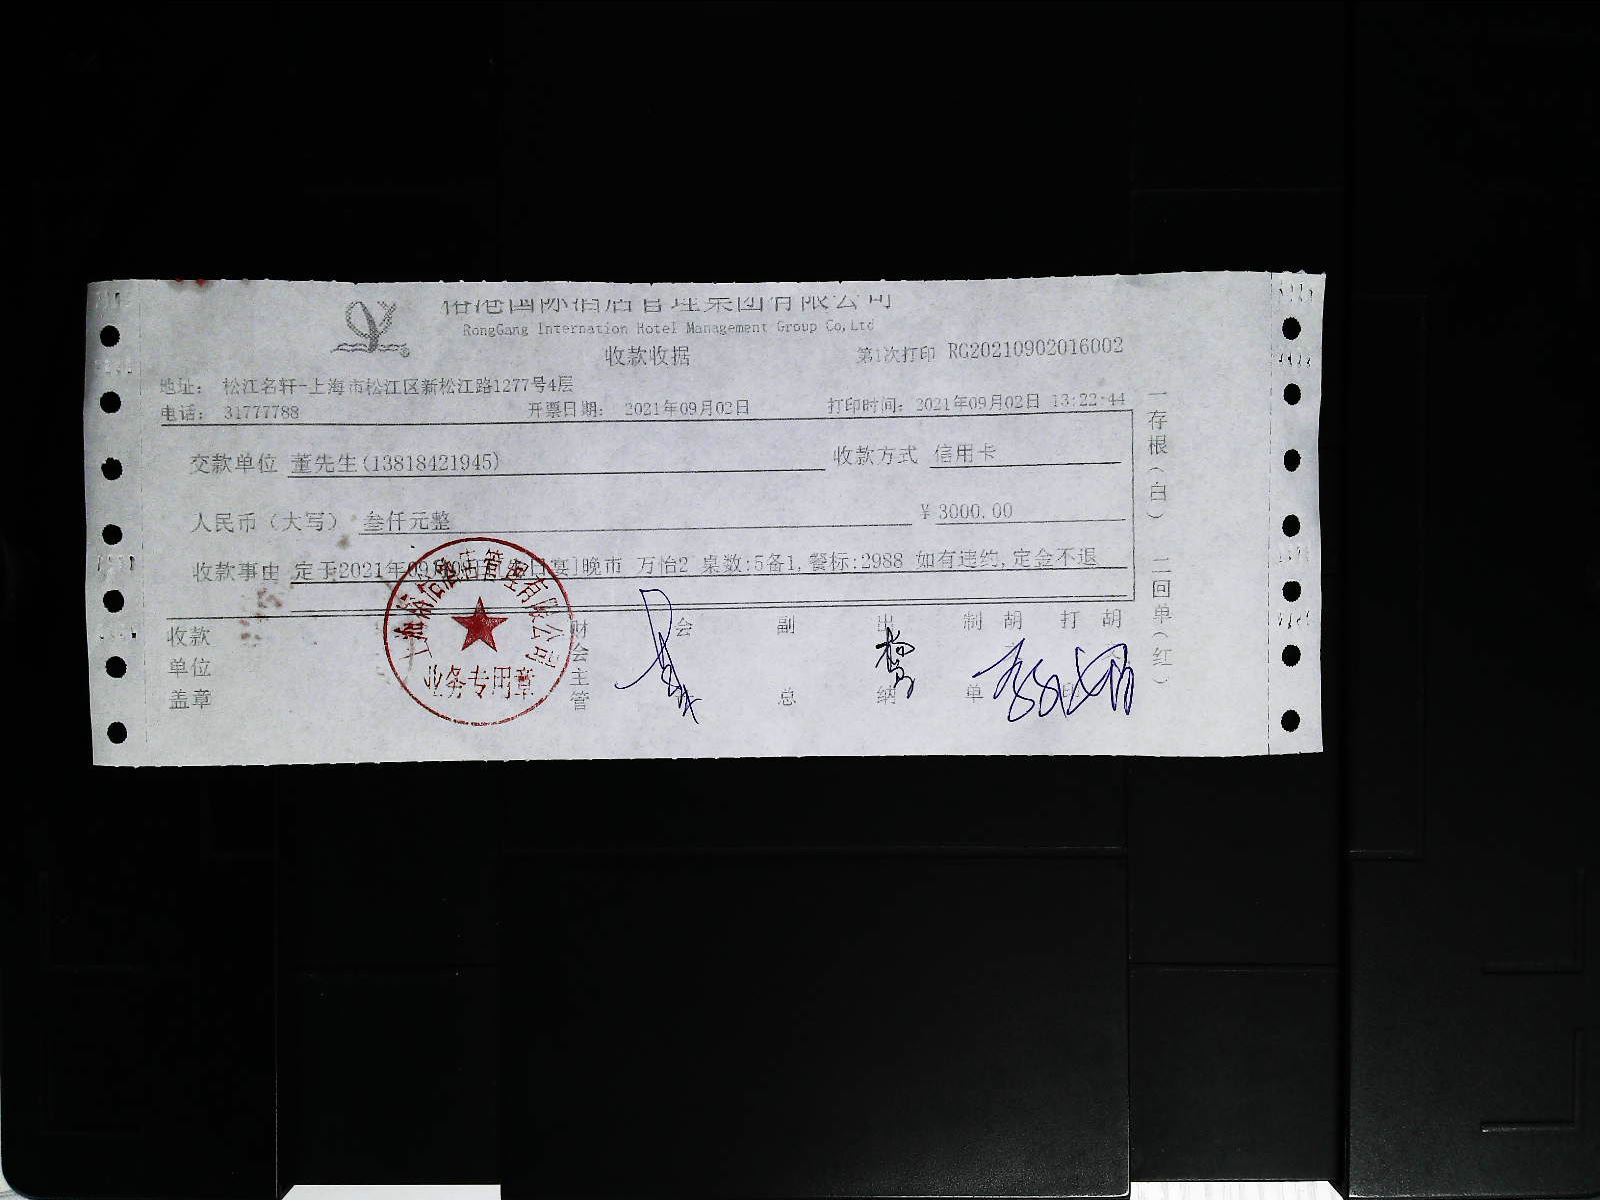 裕港国际酒店管理集团有限公司
RongGang Internation Hotel Management Group Co,Ltd
收款收据 第1次打印 RG20210902016002
地址: 松江名轩-上海市松江区新松江路1277号4层
电话: 31777788 开票日期: 2021年09月02日 打印时间: 2021年09月02日 13:22:44
交款单位 董先生(13818421945) 收款方式 信用卡
人民币(大写) 叁仟元整 ¥3000.00
收款事由 定于2021年09 宴]晚市 万怡2 桌数:5备1,餐标:2988 如有违约,定金不退
收款单位盖章 财会主管 会 副总 出纳 制单 胡 打印 胡
业务专用章
一存根(白) 二回单(红)